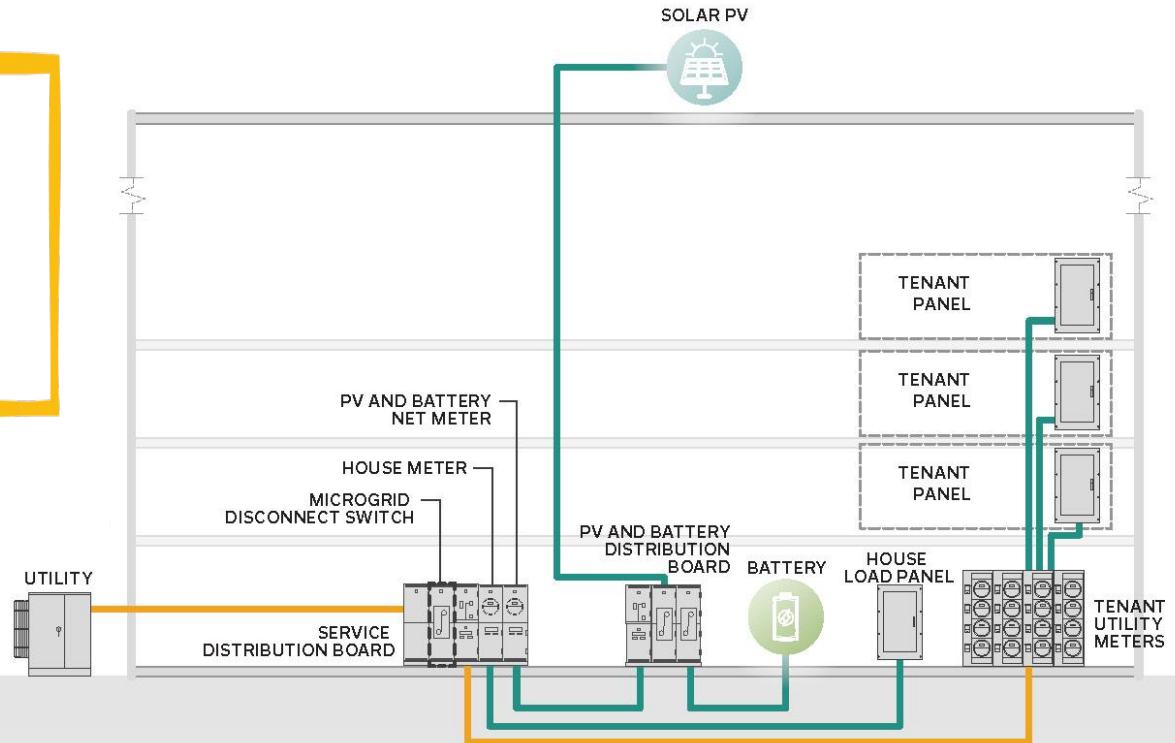 SOLAR PV
TENANT
PANEL
TENANT
PANEL
PV AND BATTERY
NET METER
HOUSE METER
TENANT
PANEL
MICROGRID
DISCONNECT SWITCH
PV AND BATTERY
DISTRIBUTION
BOARD
BATTERY
HOUSE
LOAD PANEL
UTILITY
SERVICE
DISTRIBUTION BOARD
TENANT
UTILITY
METERS